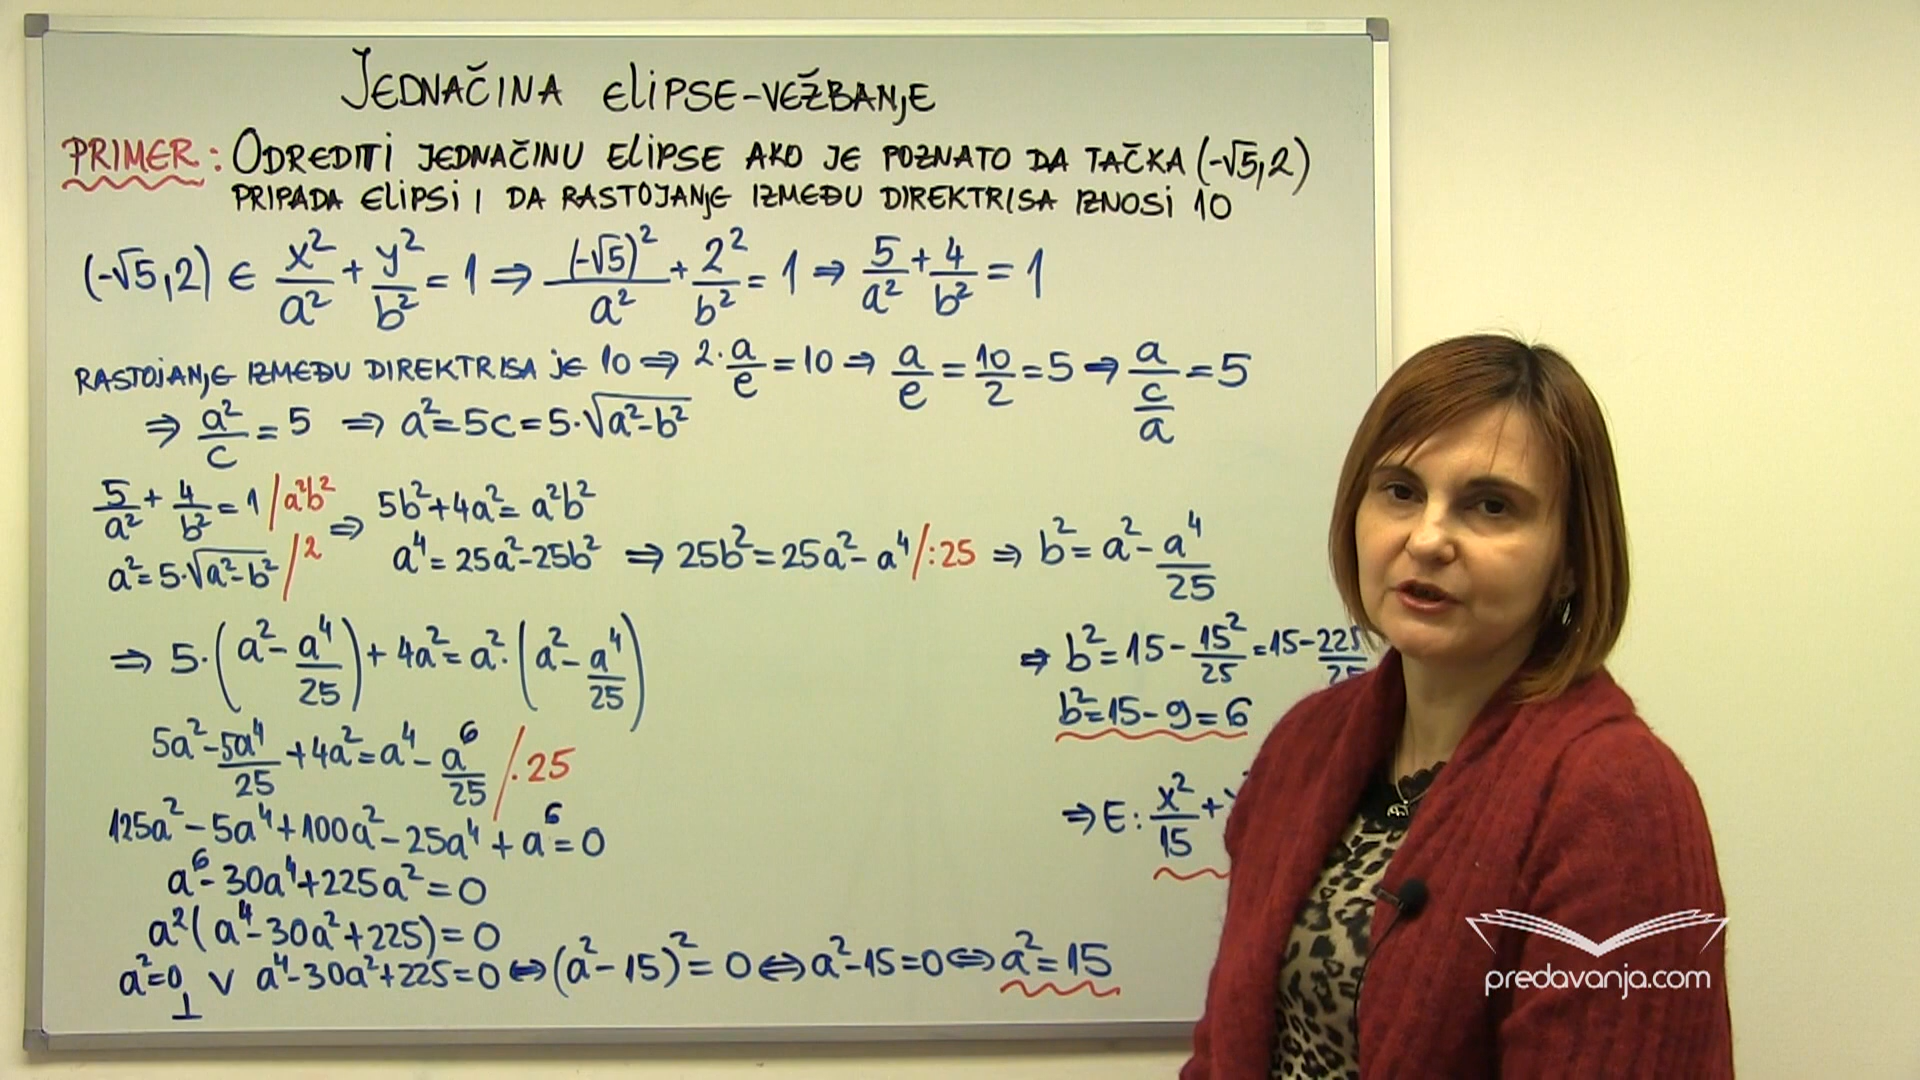 JEDNAČINA ELIPSE-VEŽBANJE
PRIMER: ODREDITI JEDNAČINU ELIPSE AKO JE POZNATO DA TAČKA (-√5,2)
PRIPADA ELIPSI I DA RASTOJANJE IZMEĐU DIREKTRISA IZNOSI 10
(-√5,2) ∈ x²/a² + y²/b² = 1 ⇒ (-√5)²/a² + 2²/b² = 1 ⇒ 5/a² + 4/b² = 1
RASTOJANJE IZMEĐU DIREKTRISA JE 10 ⇒ 2·a/e = 10 ⇒ a/e = 10/2 = 5 ⇒ a/(c/a) = 5
⇒ a²/c = 5 ⇒ a² = 5c = 5·√(a²-b²)
5/a² + 4/b² = 1 /a²b² ⇒ 5b²+4a² = a²b²
a² = 5·√(a²-b²) /² a⁴ = 25a²-25b² ⇒ 25b² = 25a²-a⁴ /:25 ⇒ b² = a² - a⁴/25
⇒ 5·(a² - a⁴/25) + 4a² = a²·(a² - a⁴/25)
5a² - 5a⁴/25 + 4a² = a⁴ - a⁶/25 /·25
125a² - 5a⁴ + 100a² - 25a⁴ + a⁶ = 0
a⁶ - 30a⁴ + 225a² = 0
a²(a⁴ - 30a² + 225) = 0
a² = 0 ∨ a⁴ - 30a² + 225 = 0 ⇔ (a² - 15)² = 0 ⇔ a² - 15 = 0 ⇔ a² = 15
⊥
⇒ b² = 15 - 15²/25 = 15 - 225/25
b² = 15 - 9 = 6
⇒ E: x²/15 +
predavanja.com